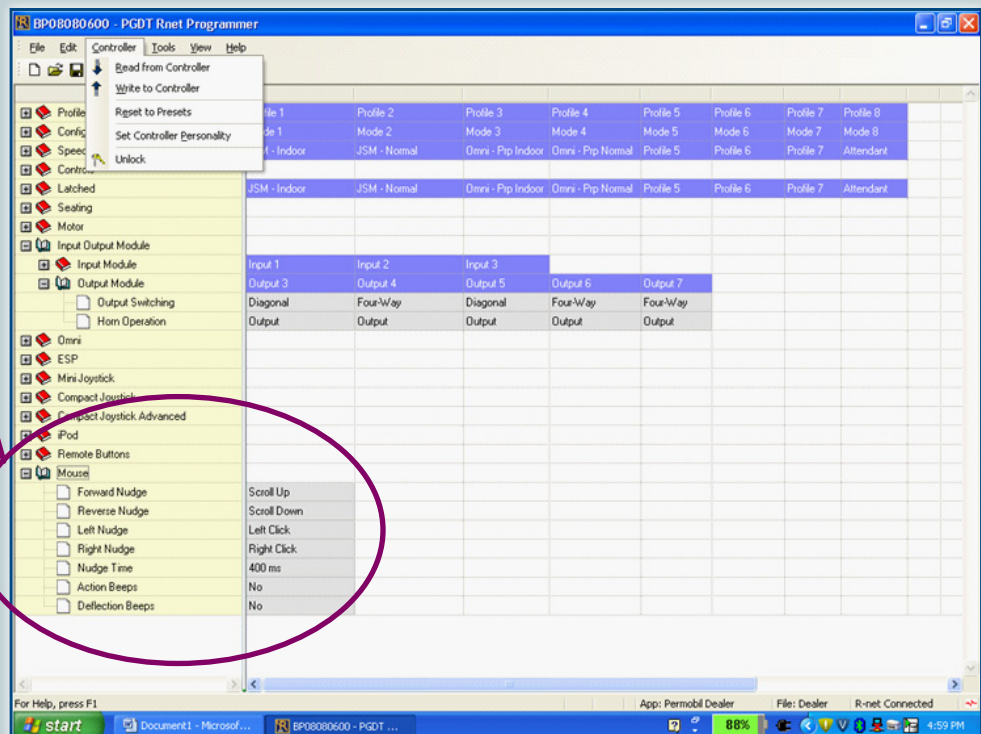 BP08080600 - PGDT Rnet Programmer
File Edit Controller Tools View Help
Read from Controller
Write to Controller
Reset to Presets
Set Controller Personality
Unlock
Profile file 1 Profile 2 Profile 3 Profile 4 Profile 5 Profile 6 Profile 7 Profile 8
Config de 1 Mode 2 Mode 3 Mode 4 Mode 5 Mode 6 Mode 7 Mode 8
Speed M - Indoor JSM - Normal Omni - Prp Indoor Omni - Prp Normal Profile 5 Profile 6 Profile 7 Attendant
Controls
Latched JSM - Indoor JSM - Normal Omni - Prp Indoor Omni - Prp Normal Profile 5 Profile 6 Profile 7 Attendant
Seating
Motor
Input Output Module
Input Module Input 1 Input 2 Input 3
Output Module Output 3 Output 4 Output 5 Output 6 Output 7
Output Switching Diagonal Four-Way Diagonal Four-Way Four-Way
Horn Operation Output Output Output Output Output
Omni
ESP
Mini Joystick
Compact Joystick
Compact Joystick Advanced
iPod
Remote Buttons
Mouse
Forward Nudge Scroll Up
Reverse Nudge Scroll Down
Left Nudge Left Click
Right Nudge Right Click
Nudge Time 400 ms
Action Beeps No
Deflection Beeps No
For Help, press F1 App: Permobil Dealer File: Dealer R-net Connected
start Document1 - Microsof... BP08080600 - PGDT ... 88% 4:59 PM